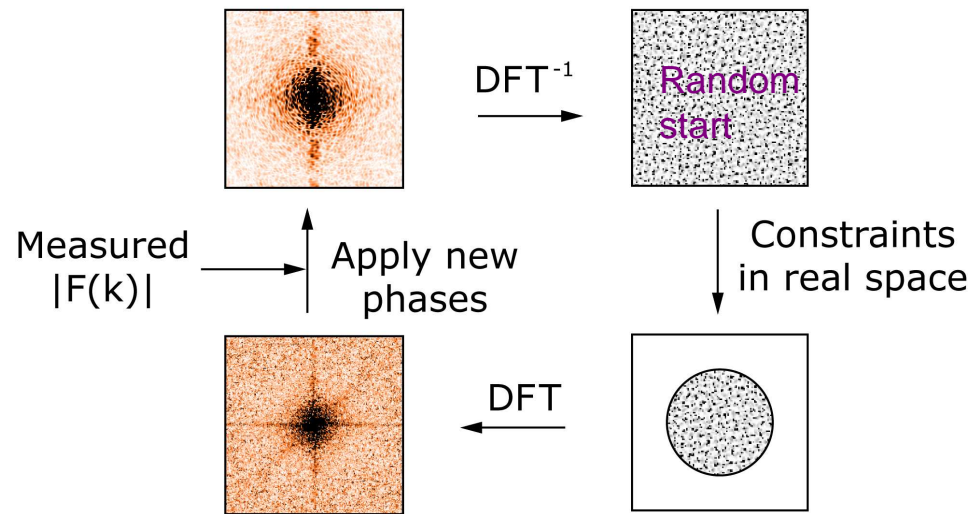 DFT⁻¹
Random
start
Measured
|F(k)|
Apply new
phases
Constraints
in real space
DFT